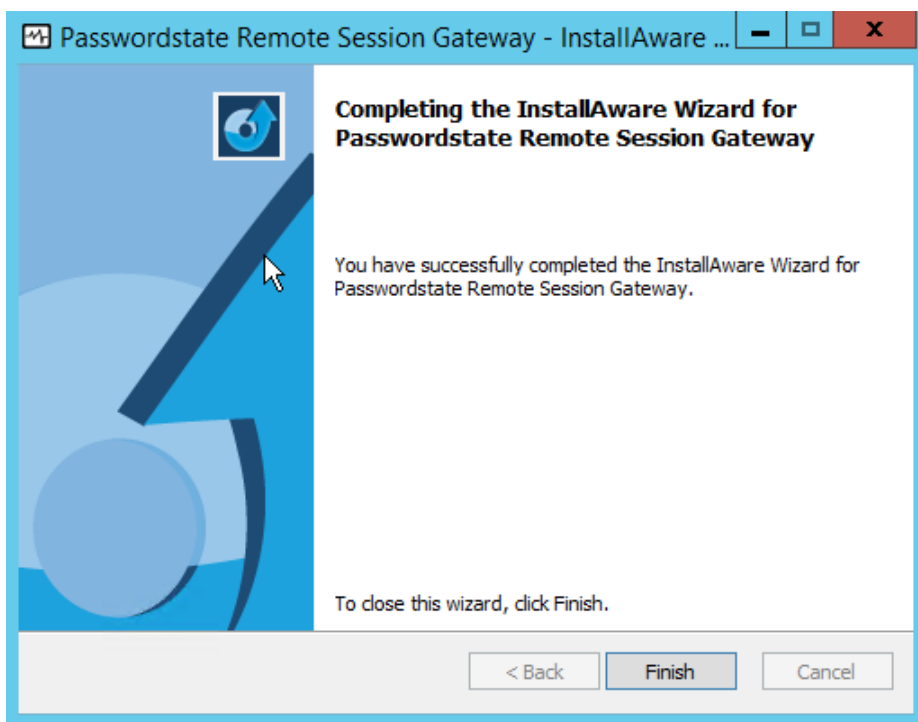 Passwordstate Remote Session Gateway - InstallAware ...
Completing the InstallAware Wizard for
Passwordstate Remote Session Gateway
You have successfully completed the InstallAware Wizard for
Passwordstate Remote Session Gateway.
To close this wizard, click Finish.
< Back
Finish
Cancel